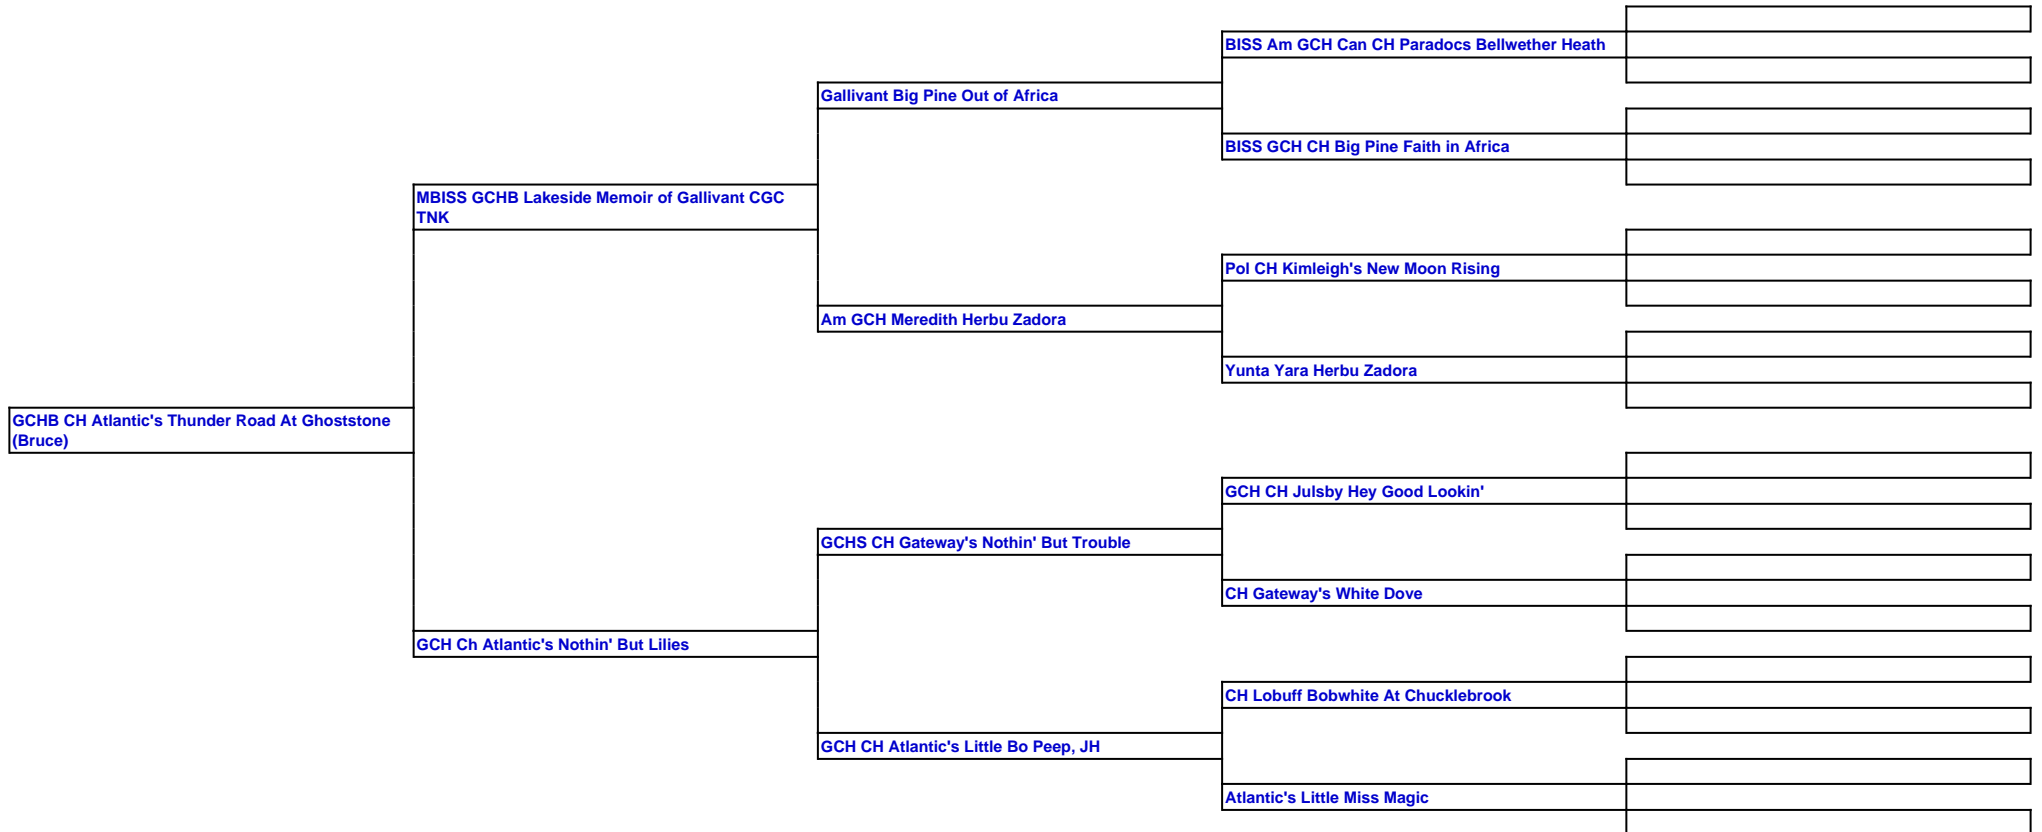 BISS Am GCH Can CH Paradocs Bellwether Heath
Gallivant Big Pine Out of Africa
BISS GCH CH Big Pine Faith in Africa
MBISS GCHB Lakeside Memoir of Gallivant CGC
TNK
Pol CH Kimleigh's New Moon Rising
Am GCH Meredith Herbu Zadora
Yunta Yara Herbu Zadora
GCHB CH Atlantic's Thunder Road At Ghoststone
(Bruce)
GCH CH Julsby Hey Good Lookin'
GCHS CH Gateway's Nothin' But Trouble
CH Gateway's White Dove
GCH Ch Atlantic's Nothin' But Lilies
CH Lobuff Bobwhite At Chucklebrook
GCH CH Atlantic's Little Bo Peep, JH
Atlantic's Little Miss Magic